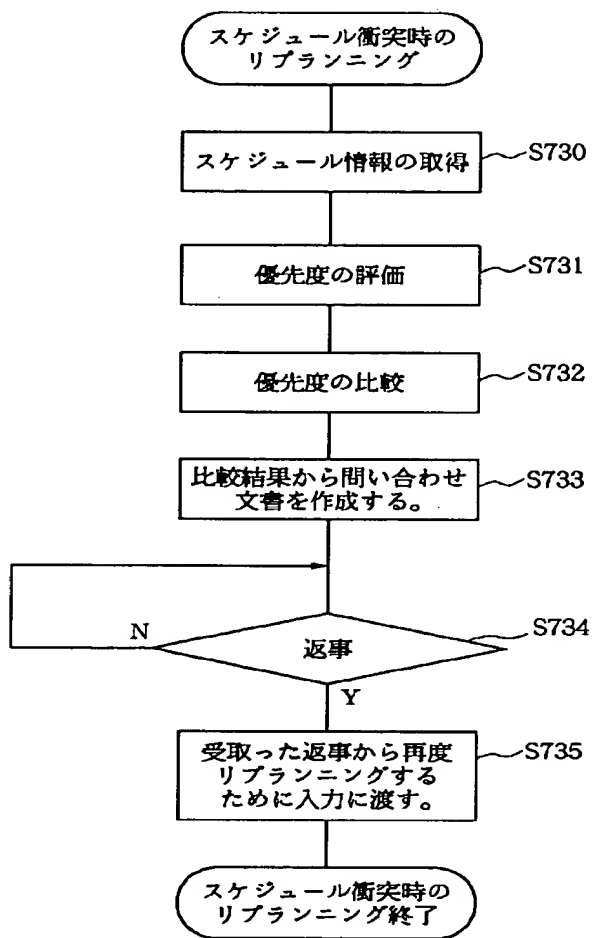 スケジュール衝突時の
リプランニング
スケジュール情報の取得
S730
優先度の評価
S731
優先度の比較
S732
比較結果から問い合わせ
文書を作成する。
S733
N
返事
S734
Y
受取った返事から再度
リプランニングする
ために入力に渡す。
S735
スケジュール衝突時の
リプランニング終了